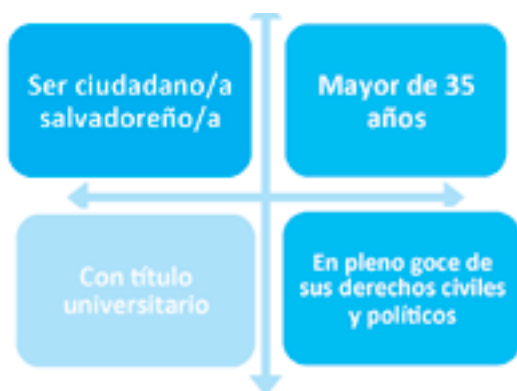 Ser ciudadano/a
salvadoreño/a
Mayor de 35
años
Con título
universitario
En pleno goce de
sus derechos civiles
y políticos